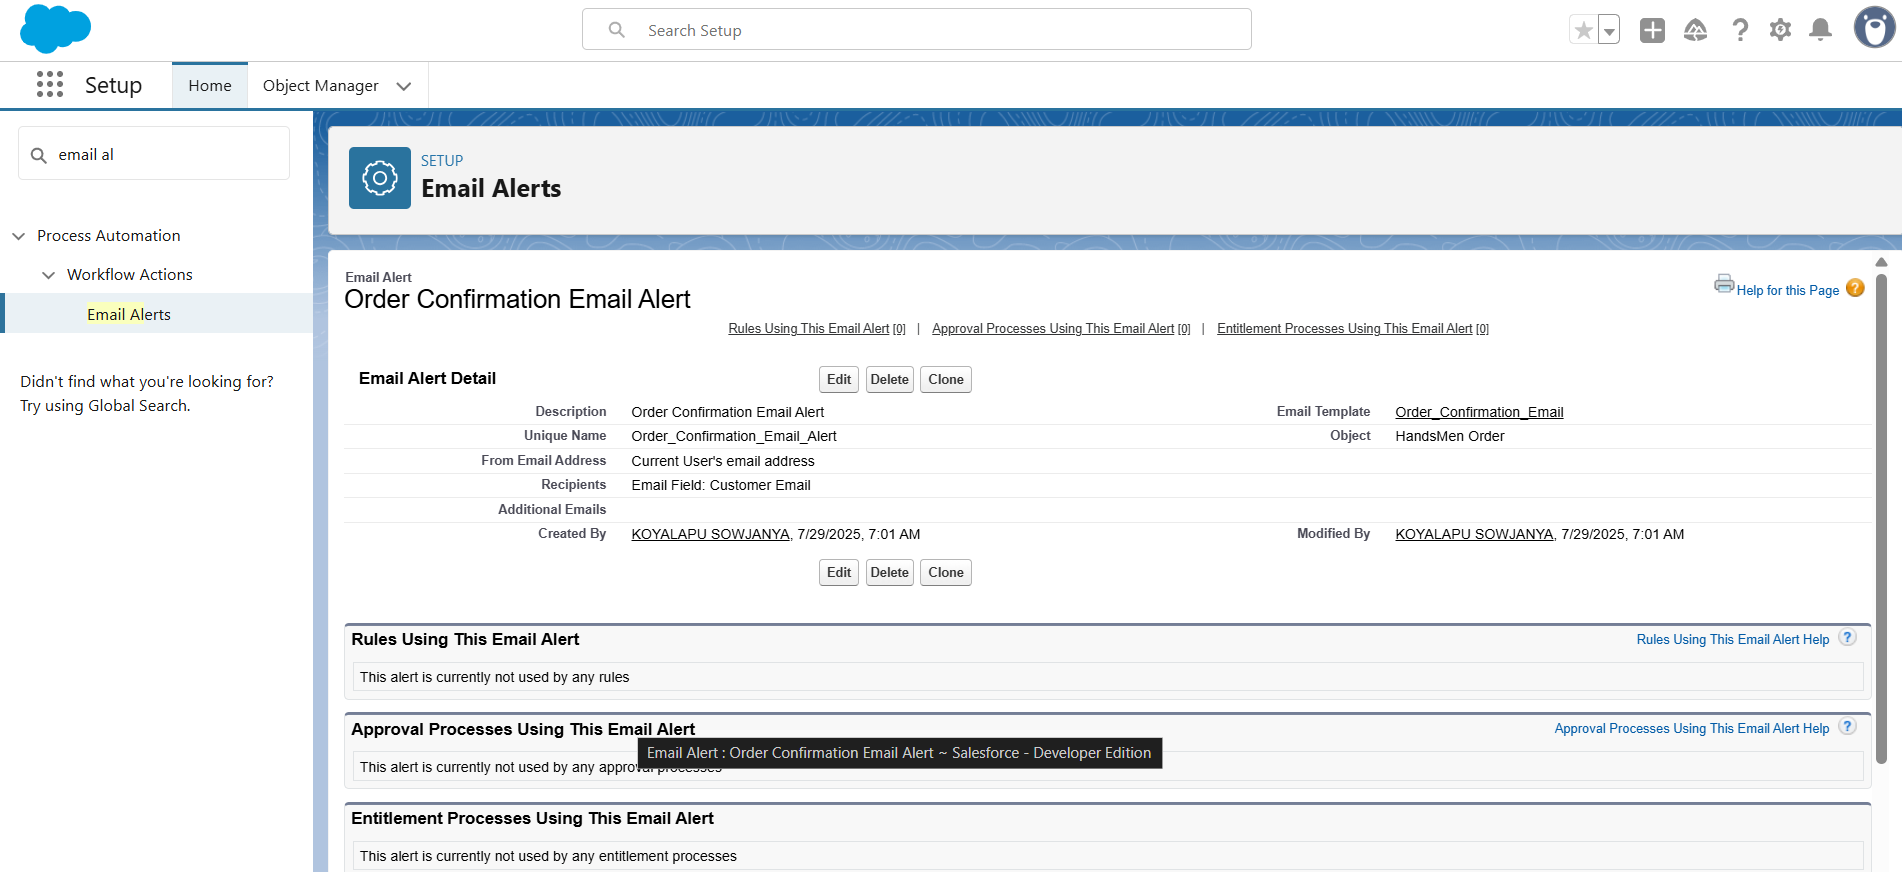 Search Setup
Setup
Home
Object Manager
email al
Process Automation
Workflow Actions
Email Alerts
Didn't find what you're looking for?
Try using Global Search.
SETUP
Email Alerts
Email Alert
Order Confirmation Email Alert
Help for this Page ?
Rules Using This Email Alert [0] | Approval Processes Using This Email Alert [0] | Entitlement Processes Using This Email Alert [0]
Email Alert Detail
Edit Delete Clone
Description Order Confirmation Email Alert Email Template Order_Confirmation_Email
Unique Name Order_Confirmation_Email_Alert Object HandsMen Order
From Email Address Current User's email address
Recipients Email Field: Customer Email
Additional Emails
Created By KOYALAPU SOWJANYA, 7/29/2025, 7:01 AM Modified By KOYALAPU SOWJANYA, 7/29/2025, 7:01 AM
Edit Delete Clone
Rules Using This Email Alert Rules Using This Email Alert Help ?
This alert is currently not used by any rules
Approval Processes Using This Email Alert Approval Processes Using This Email Alert Help ?
Email Alert : Order Confirmation Email Alert ~ Salesforce - Developer Edition
This alert is currently not used by any approval processes
Entitlement Processes Using This Email Alert
This alert is currently not used by any entitlement processes